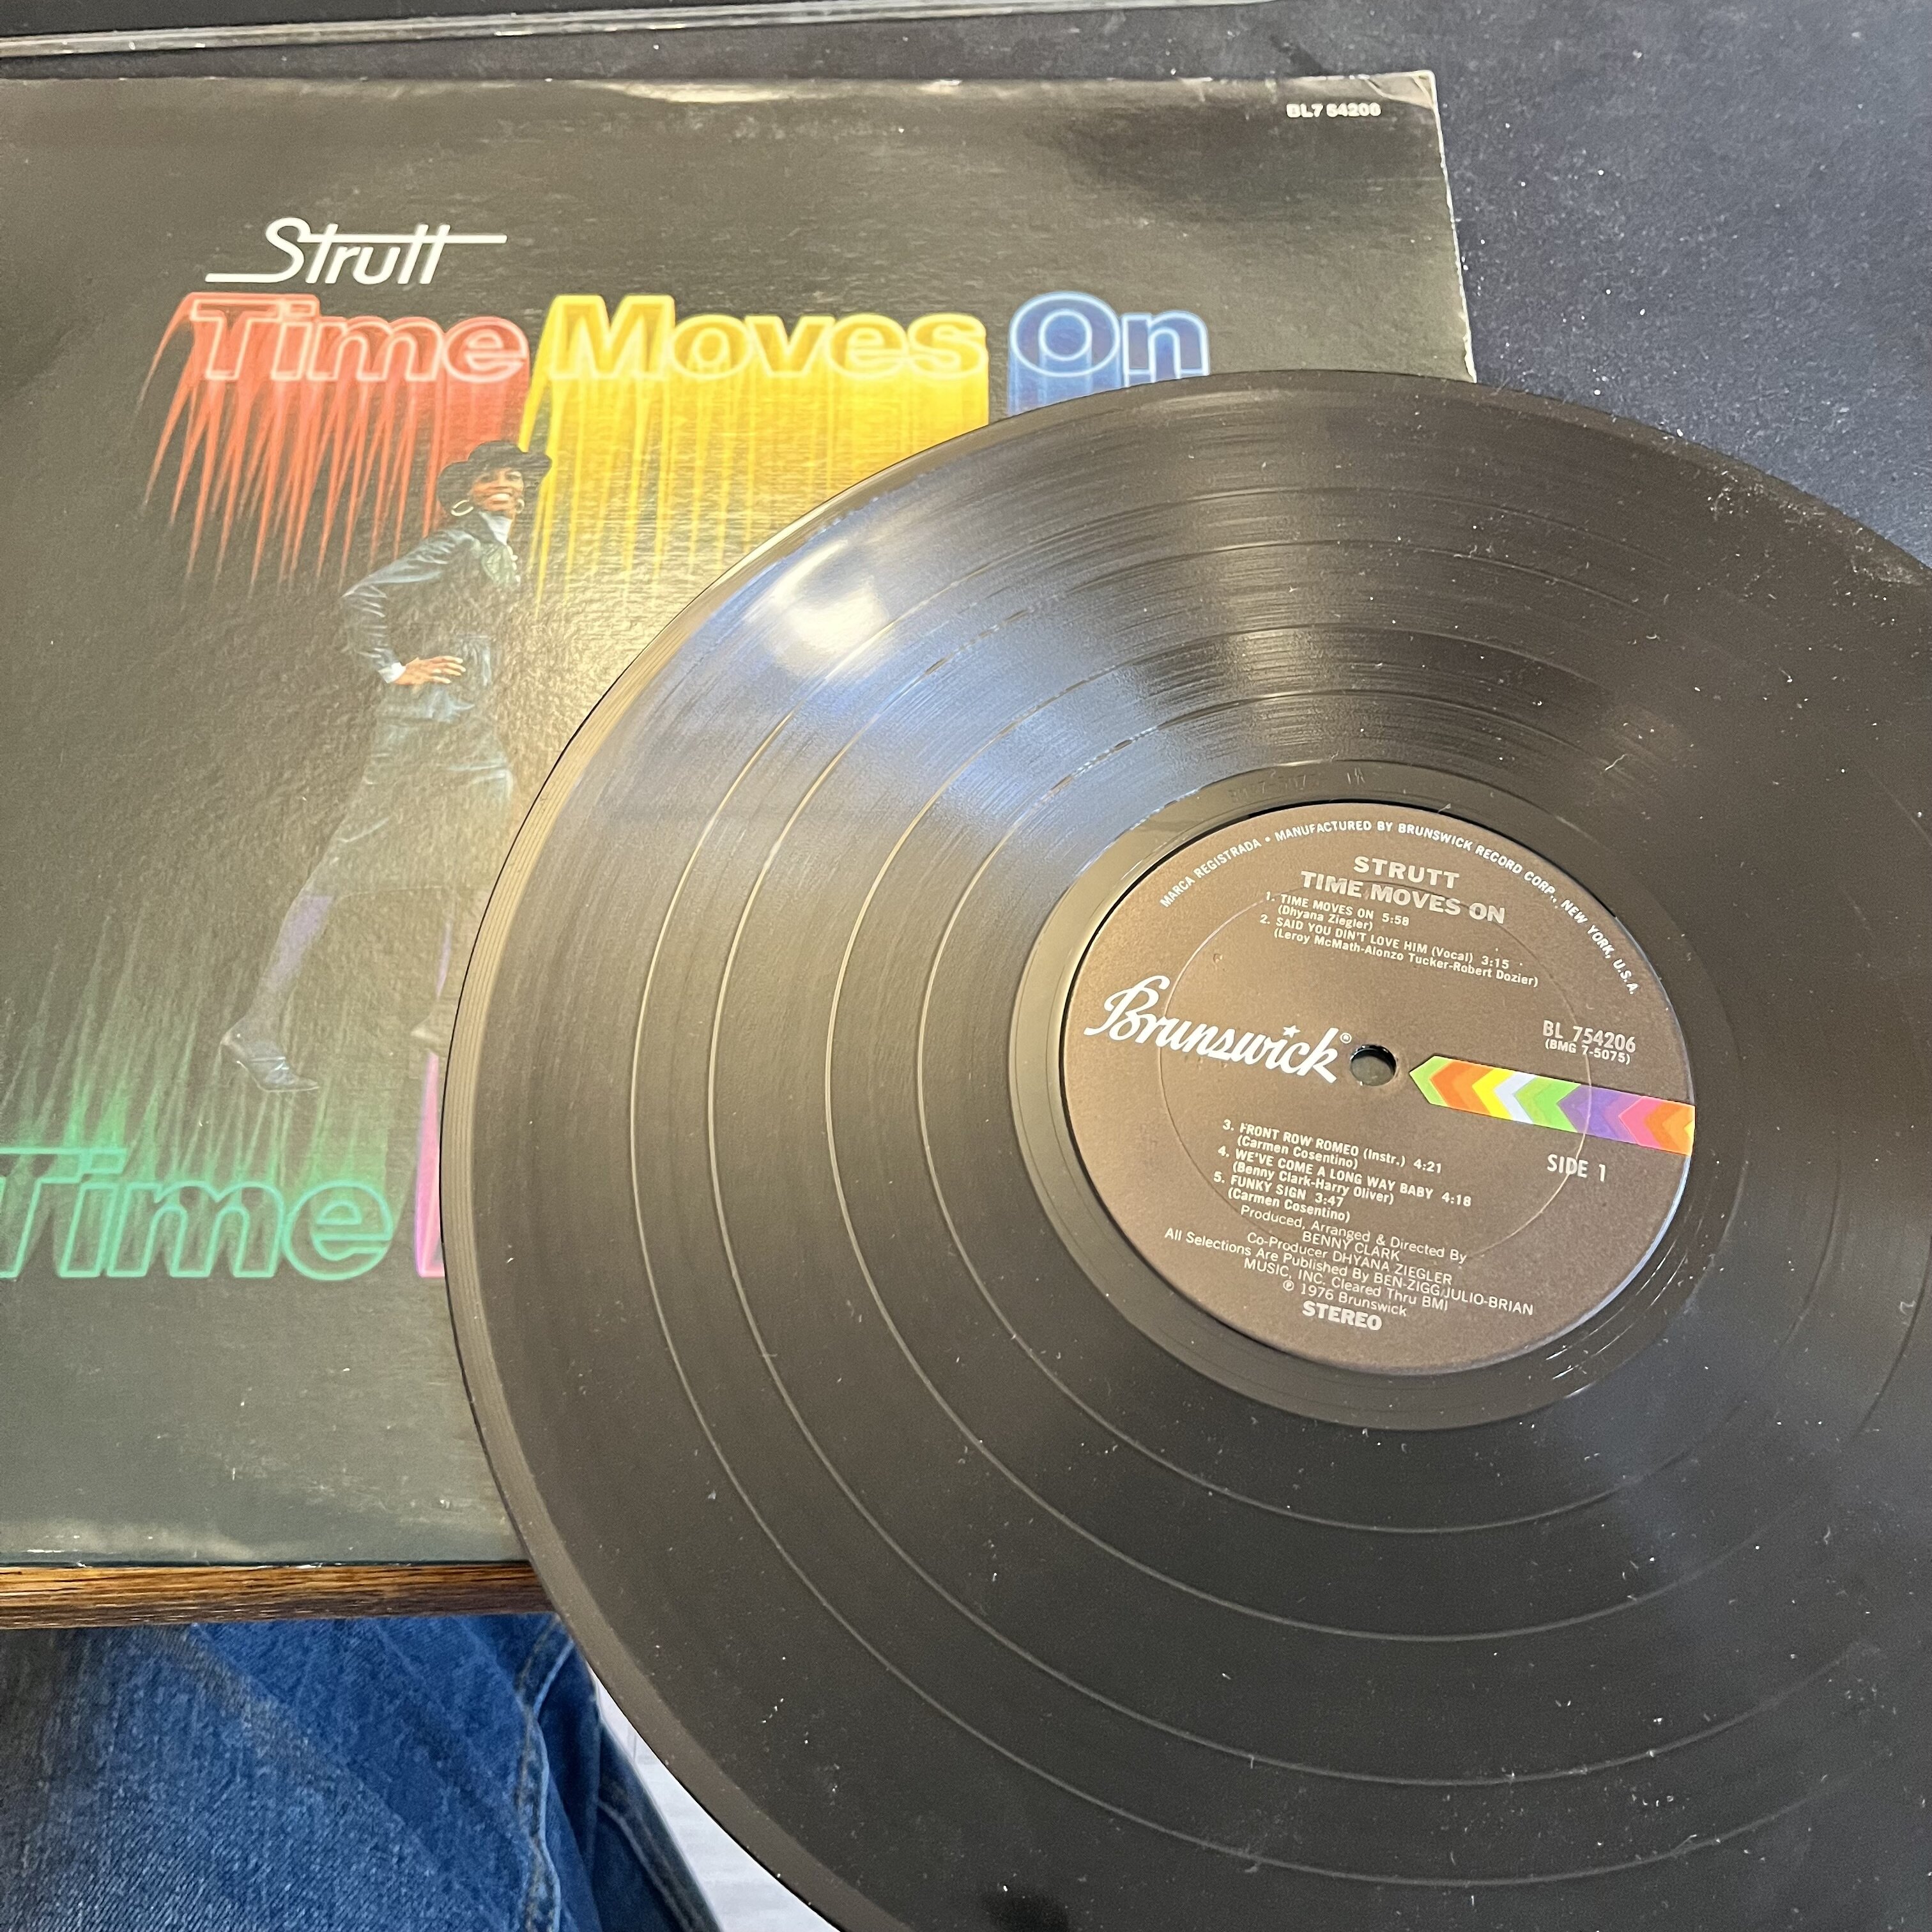 BL7 54206
Strutt
Time Moves On
Time
MARCA REGISTRADA • MANUFACTURED BY BRUNSWICK RECORD CORP., NEW YORK, U.S.A.
STRUTT
TIME MOVES ON
1. TIME MOVES ON 5:58
(Dhyana Ziegler)
2. SAID YOU DIN'T LOVE HIM (Vocal) 3:15
(Leroy McMath-Alonzo Tucker-Robert Dozier)
Brunswick®
BL 754206
(BMG 7-5075)
SIDE 1
3. FRONT ROW ROMEO (Instr.) 4:21
(Carmen Cosentino)
4. WE'VE COME A LONG WAY BABY 4:18
(Benny Clark-Harry Oliver)
5. FUNKY SIGN 3:47
(Carmen Cosentino)
Produced, Arranged & Directed By
BENNY CLARK
Co-Producer DHYANA ZIEGLER
All Selections Are Published By BEN-ZIGG/JULIO-BRIAN
MUSIC, INC. Cleared Thru BMI
℗ 1976 Brunswick
STEREO